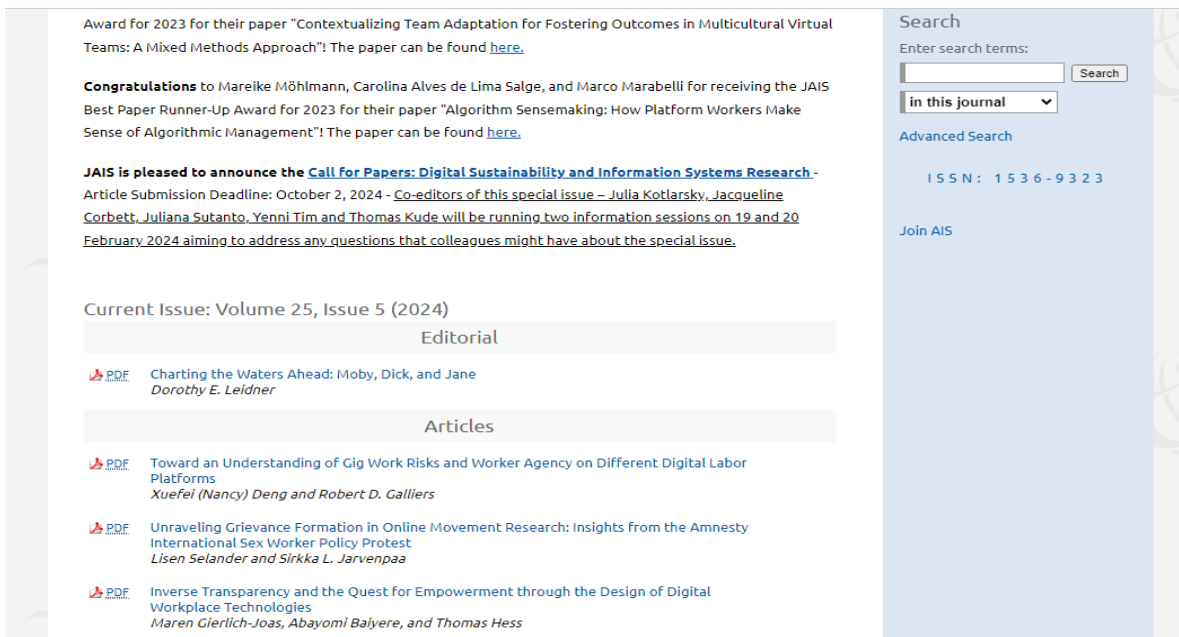 Award for 2023 for their paper "Contextualizing Team Adaptation for Fostering Outcomes in Multicultural Virtual
Teams: A Mixed Methods Approach"! The paper can be found here.
Congratulations to Mareike Möhlmann, Carolina Alves de Lima Salge, and Marco Marabelli for receiving the JAIS
Best Paper Runner-Up Award for 2023 for their paper "Algorithm Sensemaking: How Platform Workers Make
Sense of Algorithmic Management"! The paper can be found here.
JAIS is pleased to announce the Call for Papers: Digital Sustainability and Information Systems Research -
Article Submission Deadline: October 2, 2024 - Co-editors of this special issue – Julia Kotlarsky, Jacqueline
Corbett, Juliana Sutanto, Yenni Tim and Thomas Kude will be running two information sessions on 19 and 20
February 2024 aiming to address any questions that colleagues might have about the special issue.
Current Issue: Volume 25, Issue 5 (2024)
Editorial
PDF Charting the Waters Ahead: Moby, Dick, and Jane
Dorothy E. Leidner
Articles
PDF Toward an Understanding of Gig Work Risks and Worker Agency on Different Digital Labor
Platforms
Xuefei (Nancy) Deng and Robert D. Galliers
PDF Unraveling Grievance Formation in Online Movement Research: Insights from the Amnesty
International Sex Worker Policy Protest
Lisen Selander and Sirkka L. Jarvenpaa
PDF Inverse Transparency and the Quest for Empowerment through the Design of Digital
Workplace Technologies
Maren Gierlich-Joas, Abayomi Baiyere, and Thomas Hess
Search
Enter search terms:
Search
in this journal
Advanced Search
ISSN: 1536-9323
Join AIS